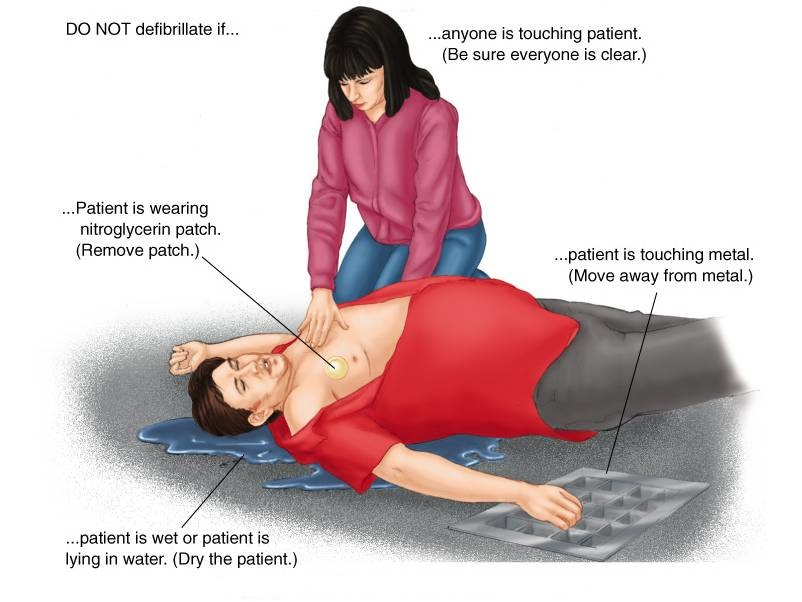 DO NOT defibrillate if...
...anyone is touching patient.
(Be sure everyone is clear.)
...Patient is wearing
nitroglycerin patch.
(Remove patch.)
...patient is touching metal.
(Move away from metal.)
...patient is wet or patient is
lying in water. (Dry the patient.)